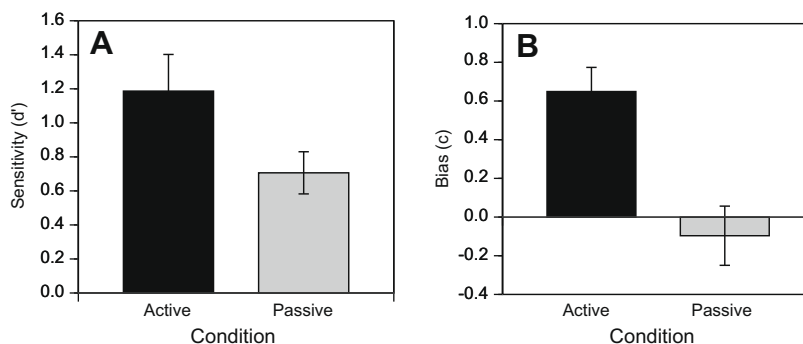 A
Sensitivity (d')
1.6
1.4
1.2
1.0
0.8
0.6
0.4
0.2
0.0
Active
Passive
Condition
B
Bias (c)
1.0
0.8
0.6
0.4
0.2
0.0
-0.2
-0.4
Active
Passive
Condition